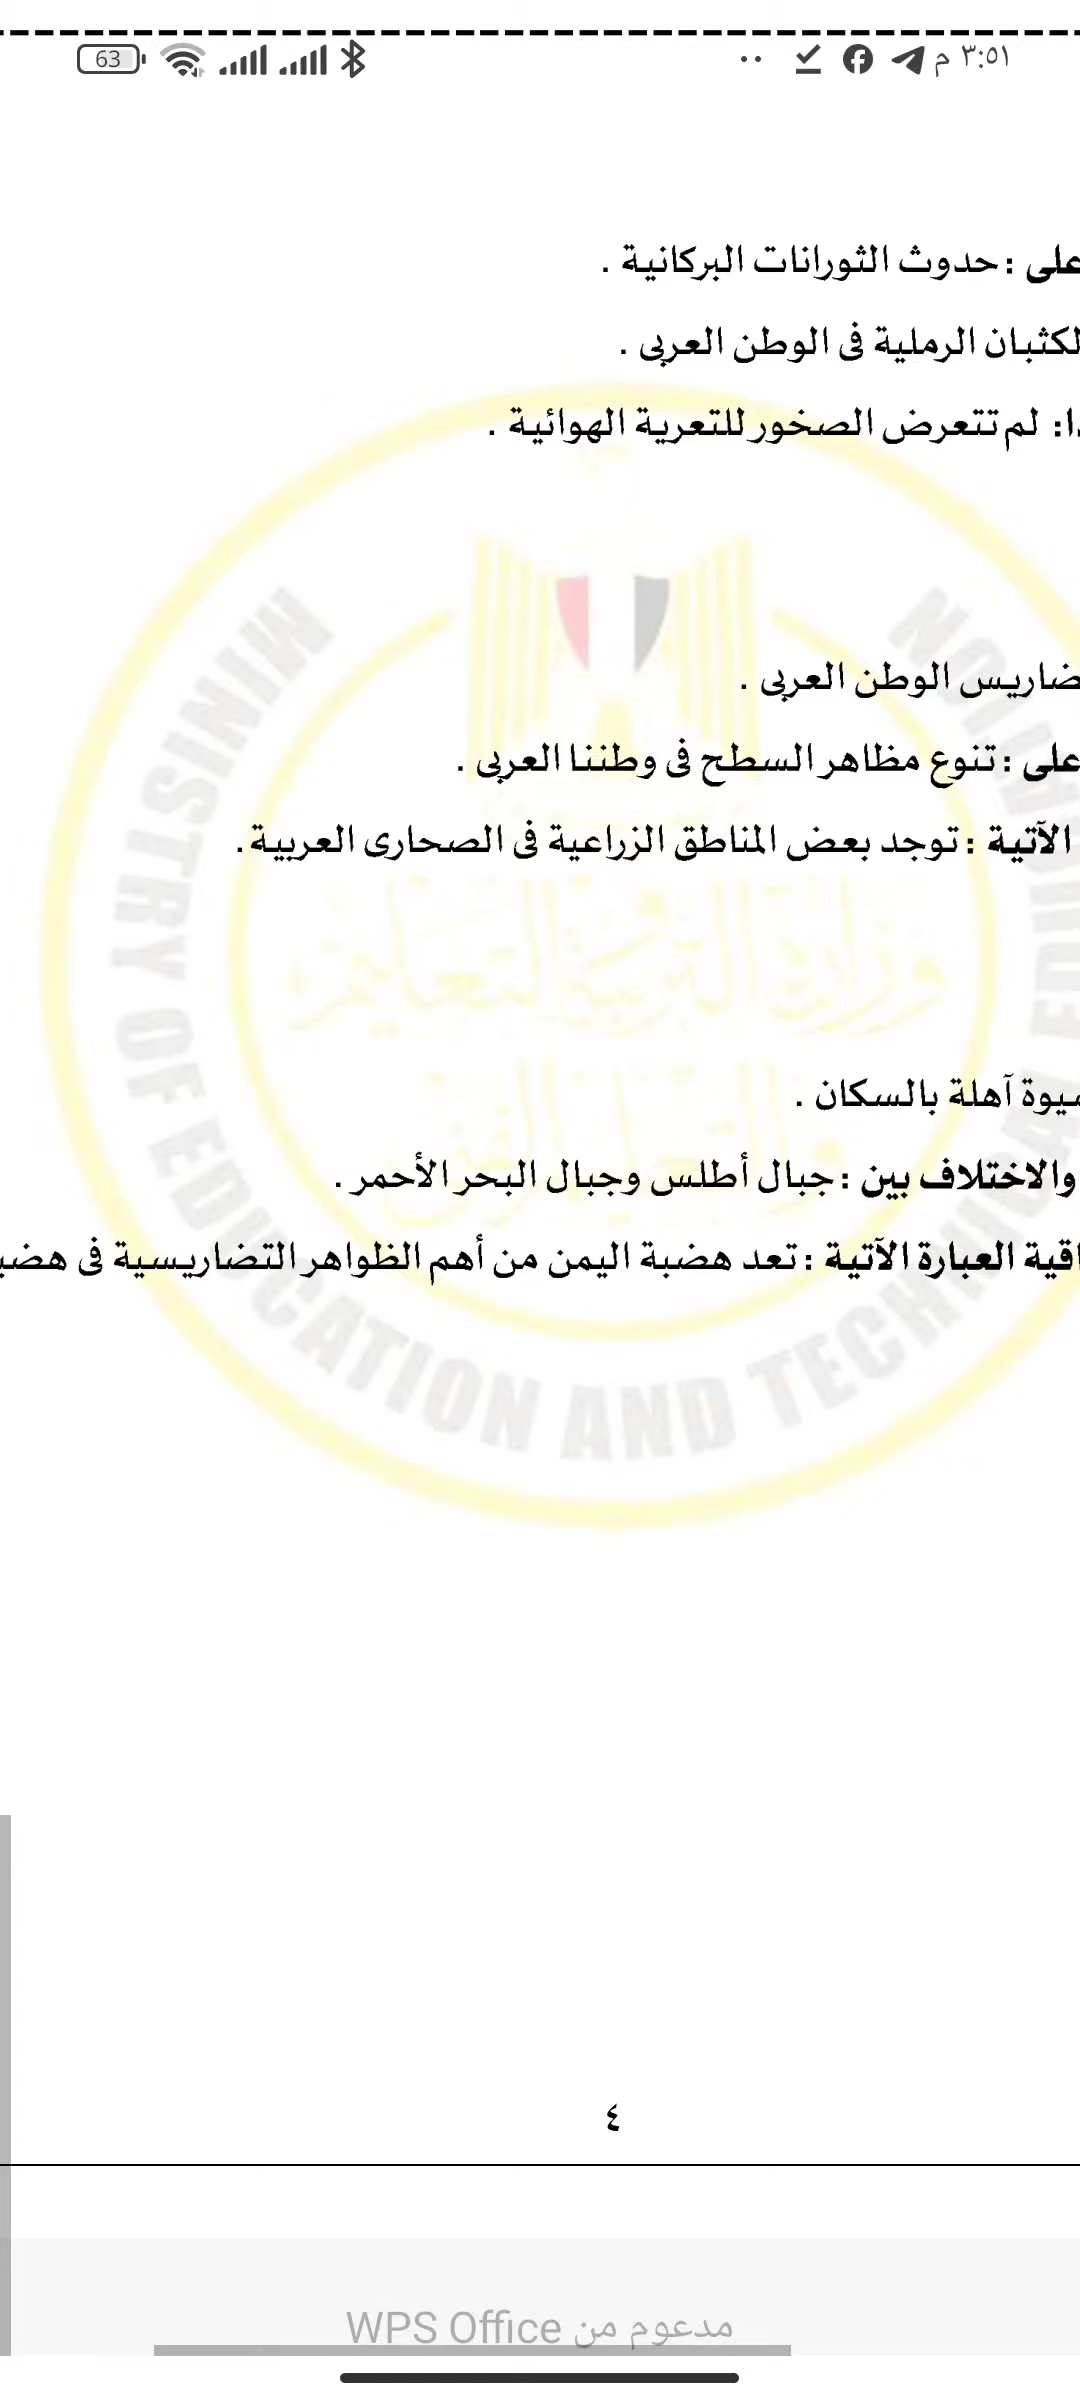 63 ٣:٥١ م
على : حدوث الثورانات البركانية .
لكثبان الرملية فى الوطن العربى .
ا: لم تتعرض الصخور للتعرية الهوائية .
ضاريس الوطن العربى .
على : تنوع مظاهر السطح فى وطننا العربى .
الآتية : توجد بعض المناطق الزراعية فى الصحارى العربية .
يوة آهلة بالسكان .
والاختلاف بين : جبال أطلس وجبال البحر الأحمر .
اقية العبارة الآتية : تعد هضبة اليمن من أهم الظواهر التضاريسية فى هضب
وزارة التربية والتعليم
والتعليم الفنى
MINISTRY OF EDUCATION AND TECHNICAL EDUCATION
٤
مدعوم من WPS Office